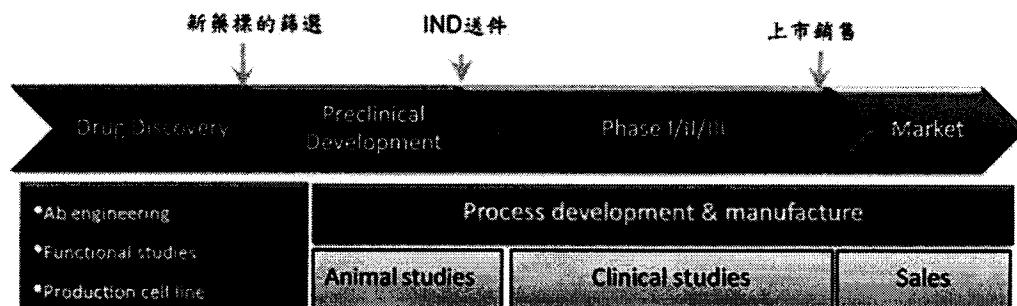 新藥標的篩選
IND送件
上市銷售
Drug Discovery
Preclinical
Development
Phase I/II/III
Market
•Ab engineering
•Functional studies
•Production cell line
Process development & manufacture
Animal studies
Clinical studies
Sales